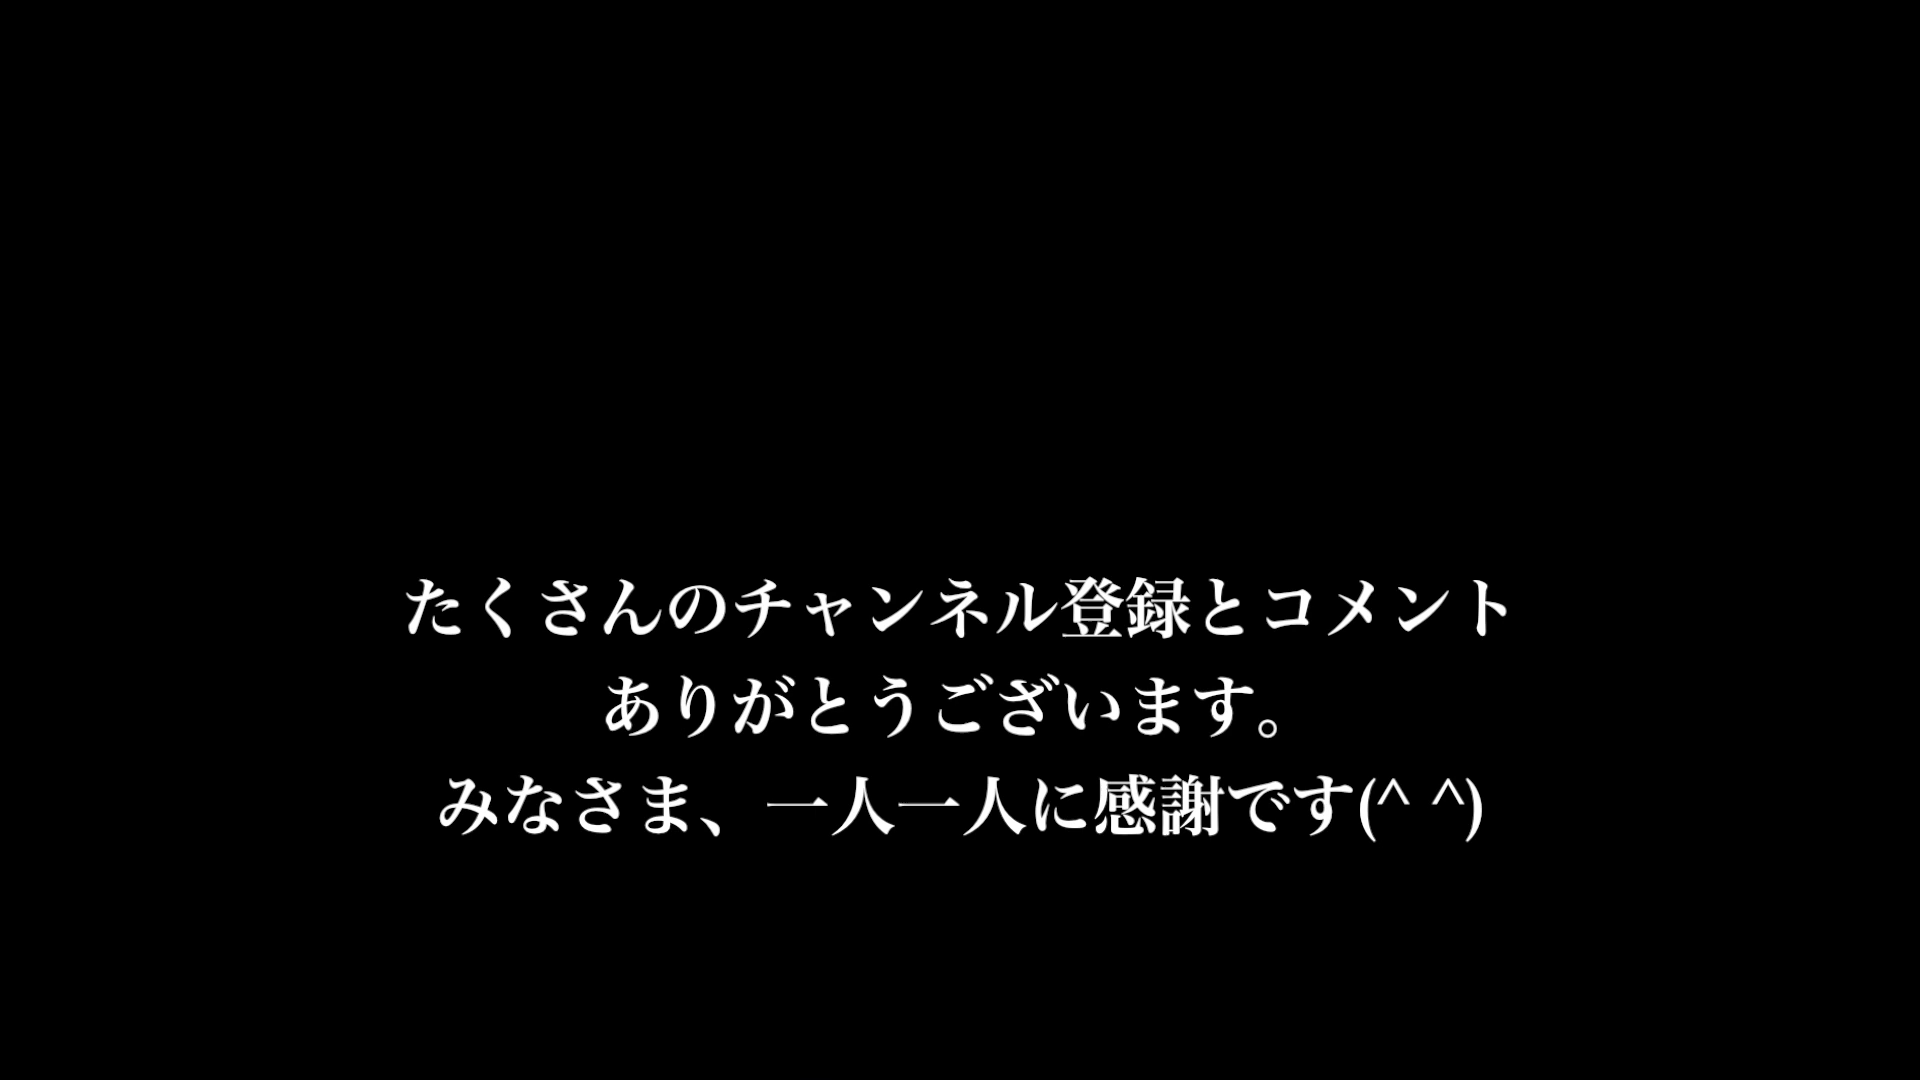 たくさんのチャンネル登録とコメント
ありがとうございます。
みなさま、一人一人に感謝です(^ ^)